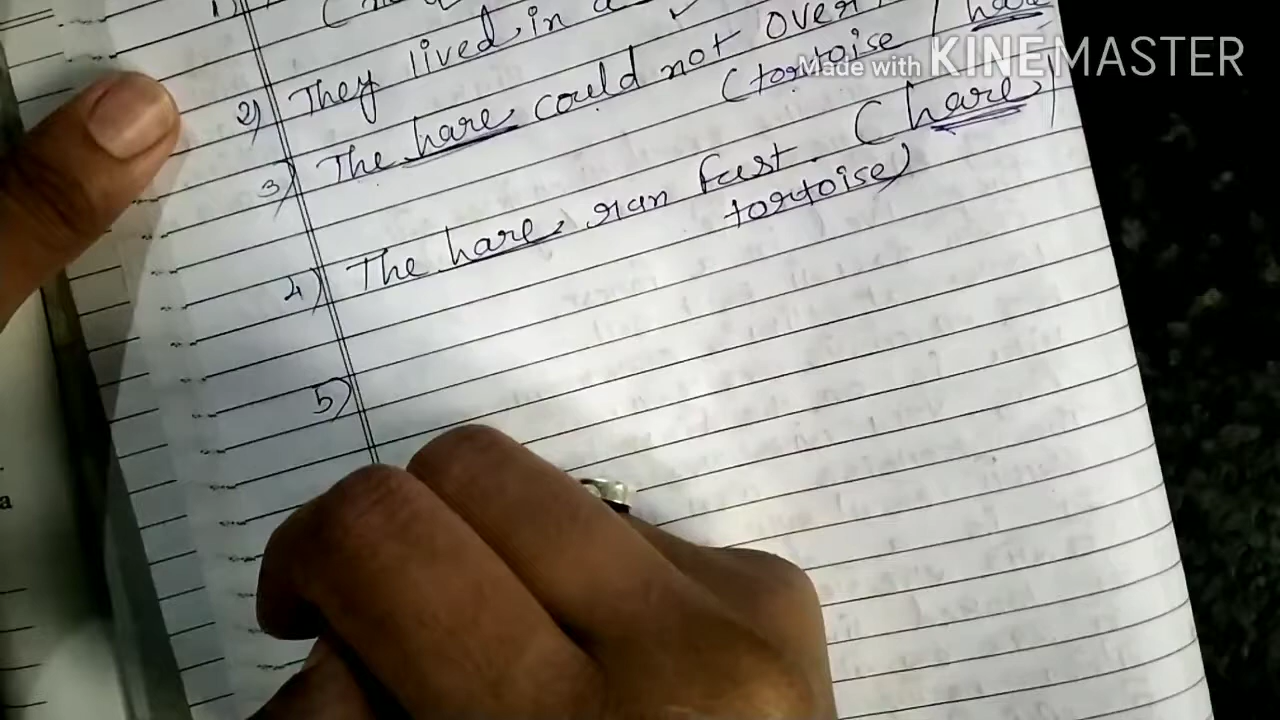 1)
2) They lived in a
3) The hare could not over
(tortoise / hare
4) The hare ran fast. (hare /
tortoise)
5)
a
Made with KINEMASTER